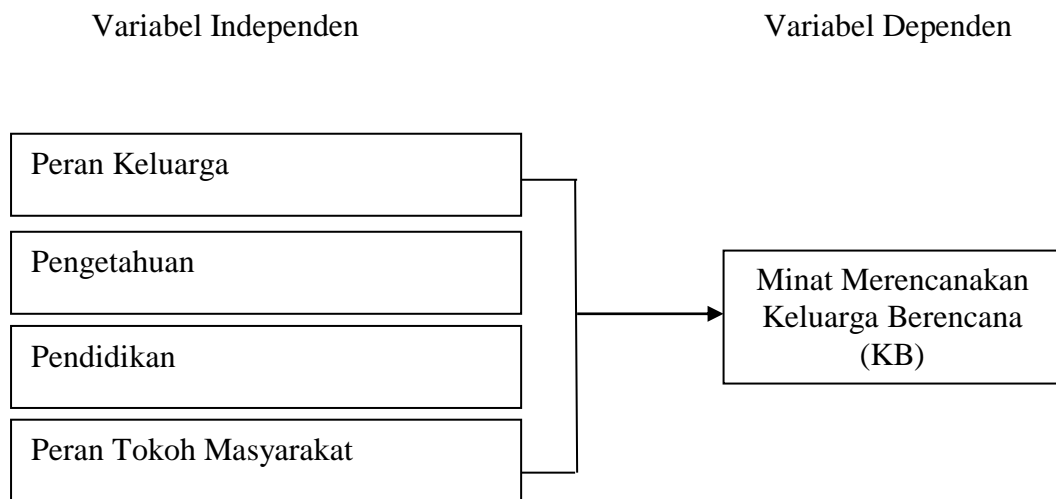 Variabel Independen
Variabel Dependen
Peran Keluarga
Pengetahuan
Pendidikan
Peran Tokoh Masyarakat
Minat Merencanakan
Keluarga Berencana
(KB)